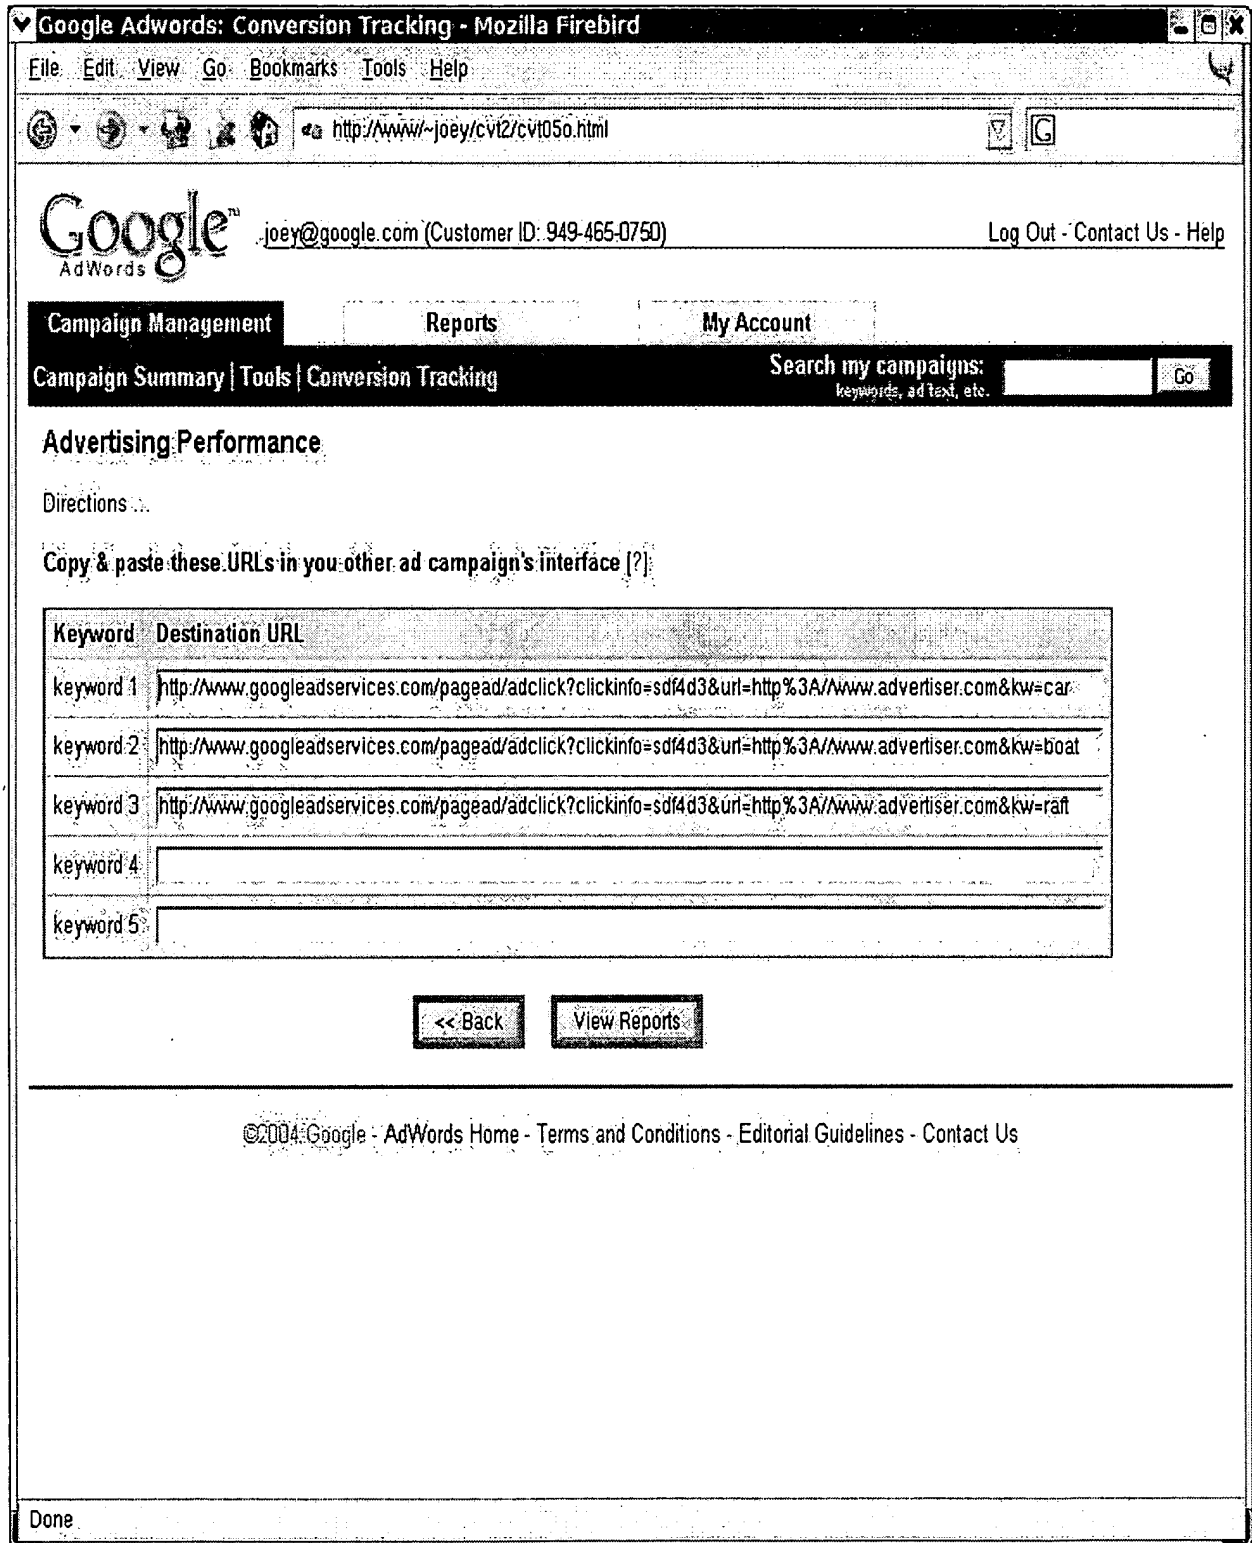 Google Adwords: Conversion Tracking - Mozilla Firebird
File Edit View Go Bookmarks Tools Help
http://www/~joey/cvt2/cvt05o.html G
Google™ AdWords
joey@google.com (Customer ID: 949-465-0750) Log Out - Contact Us - Help
Campaign Management Reports My Account
Campaign Summary | Tools | Conversion Tracking Search my campaigns: Go
keywords, ad text, etc.
Advertising Performance
Directions ...
Copy & paste these URLs in you other ad campaign's interface [?]
Keyword Destination URL
keyword 1 http://www.googleadservices.com/pagead/adclick?clickinfo=sdf4d3&url=http%3A//www.advertiser.com&kw=car
keyword 2 http://www.googleadservices.com/pagead/adclick?clickinfo=sdf4d3&url=http%3A//www.advertiser.com&kw=boat
keyword 3 http://www.googleadservices.com/pagead/adclick?clickinfo=sdf4d3&url=http%3A//www.advertiser.com&kw=raft
keyword 4
keyword 5
<< Back View Reports
©2004 Google - AdWords Home - Terms and Conditions - Editorial Guidelines - Contact Us
Done